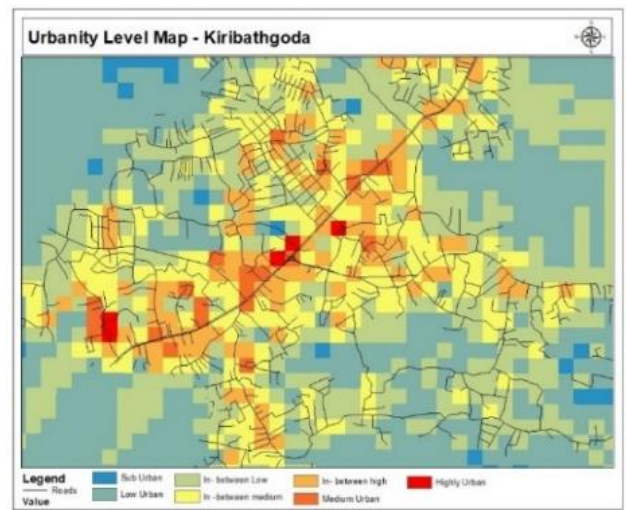 Urbanity Level Map - Kiribathgoda
Legend
Roads
Value
Sub Urban
Low Urban
In- between Low
In -between medium
In- between high
Medium Urban
Highly Urban